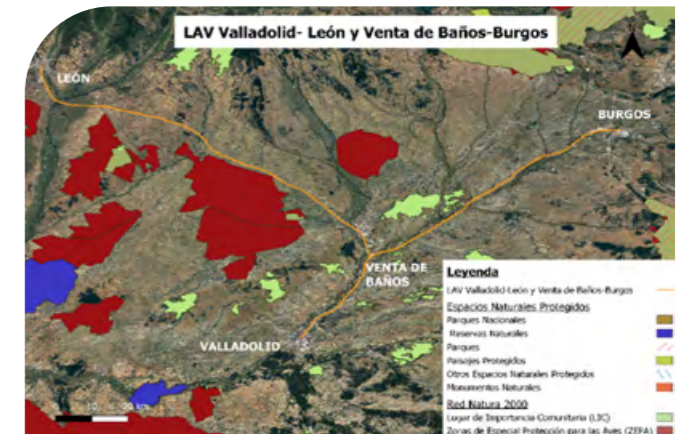 LAV Valladolid- León y Venta de Baños-Burgos
LEÓN
BURGOS
VENTA DE
BAÑOS
VALLADOLID
Leyenda
LAV Valladolid-León y Venta de Baños-Burgos
Espacios Naturales Protegidos
Parques Nacionales
Reservas Naturales
Parques
Paisajes Protegidos
Otros Espacios Naturales Protegidos
Monumentos Naturales
Red Natura 2000
Lugar de Importancia Comunitaria (LIC)
Zonas de Especial Protección para las Aves (ZEPA)
10
km